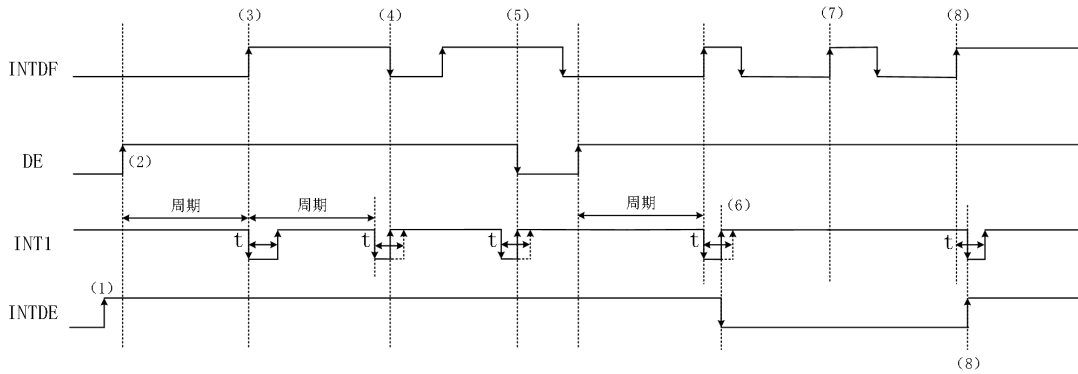 (3) (4) (5) (7) (8)
INTDF
DE (2)
周期 周期 周期 (6)
INT1 t t t t t
(1)
INTDE
(8)